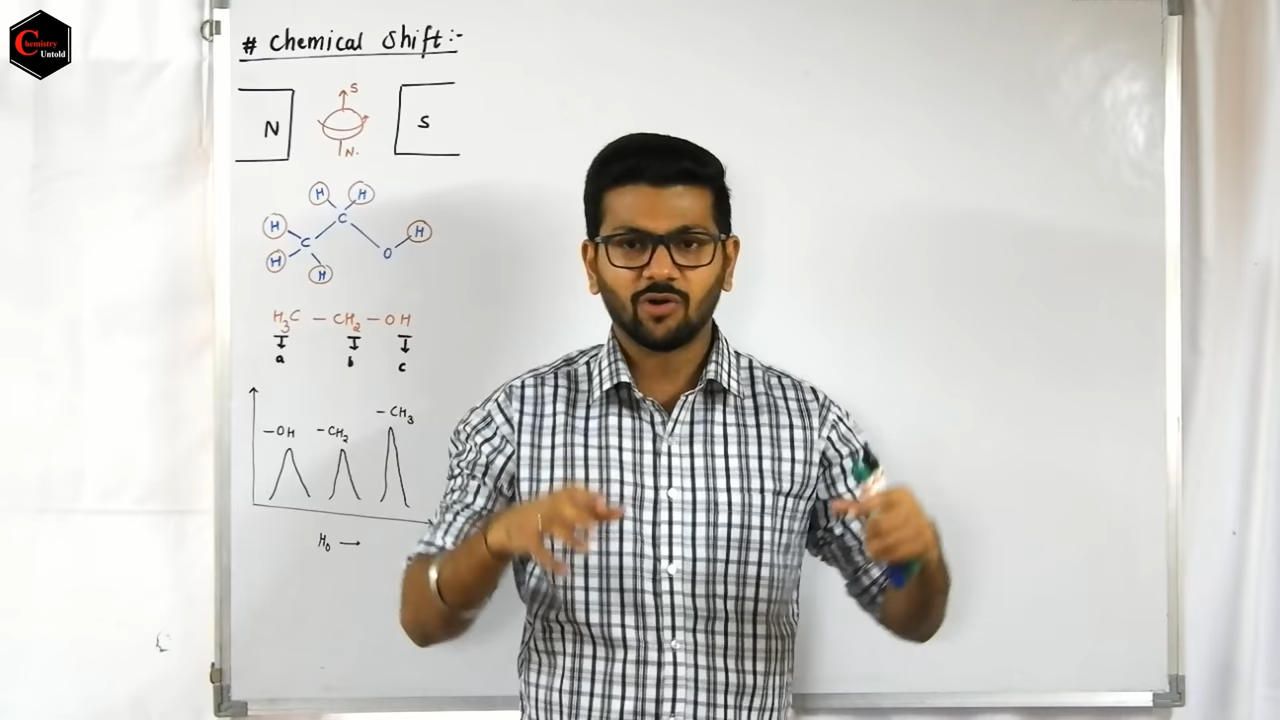 Chemistry
Untold
# Chemical Shift:-
S
N
S
N.
H H
H
C
H
C
H
O
H
H₃C — CH₂ — OH
a b c
—CH₃
—OH —CH₂
H₀ →